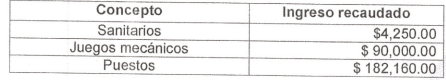 Concepto Ingreso recaudado
Sanitarios $4,250.00
Juegos mecánicos $ 90,000.00
Puestos $ 182,160.00